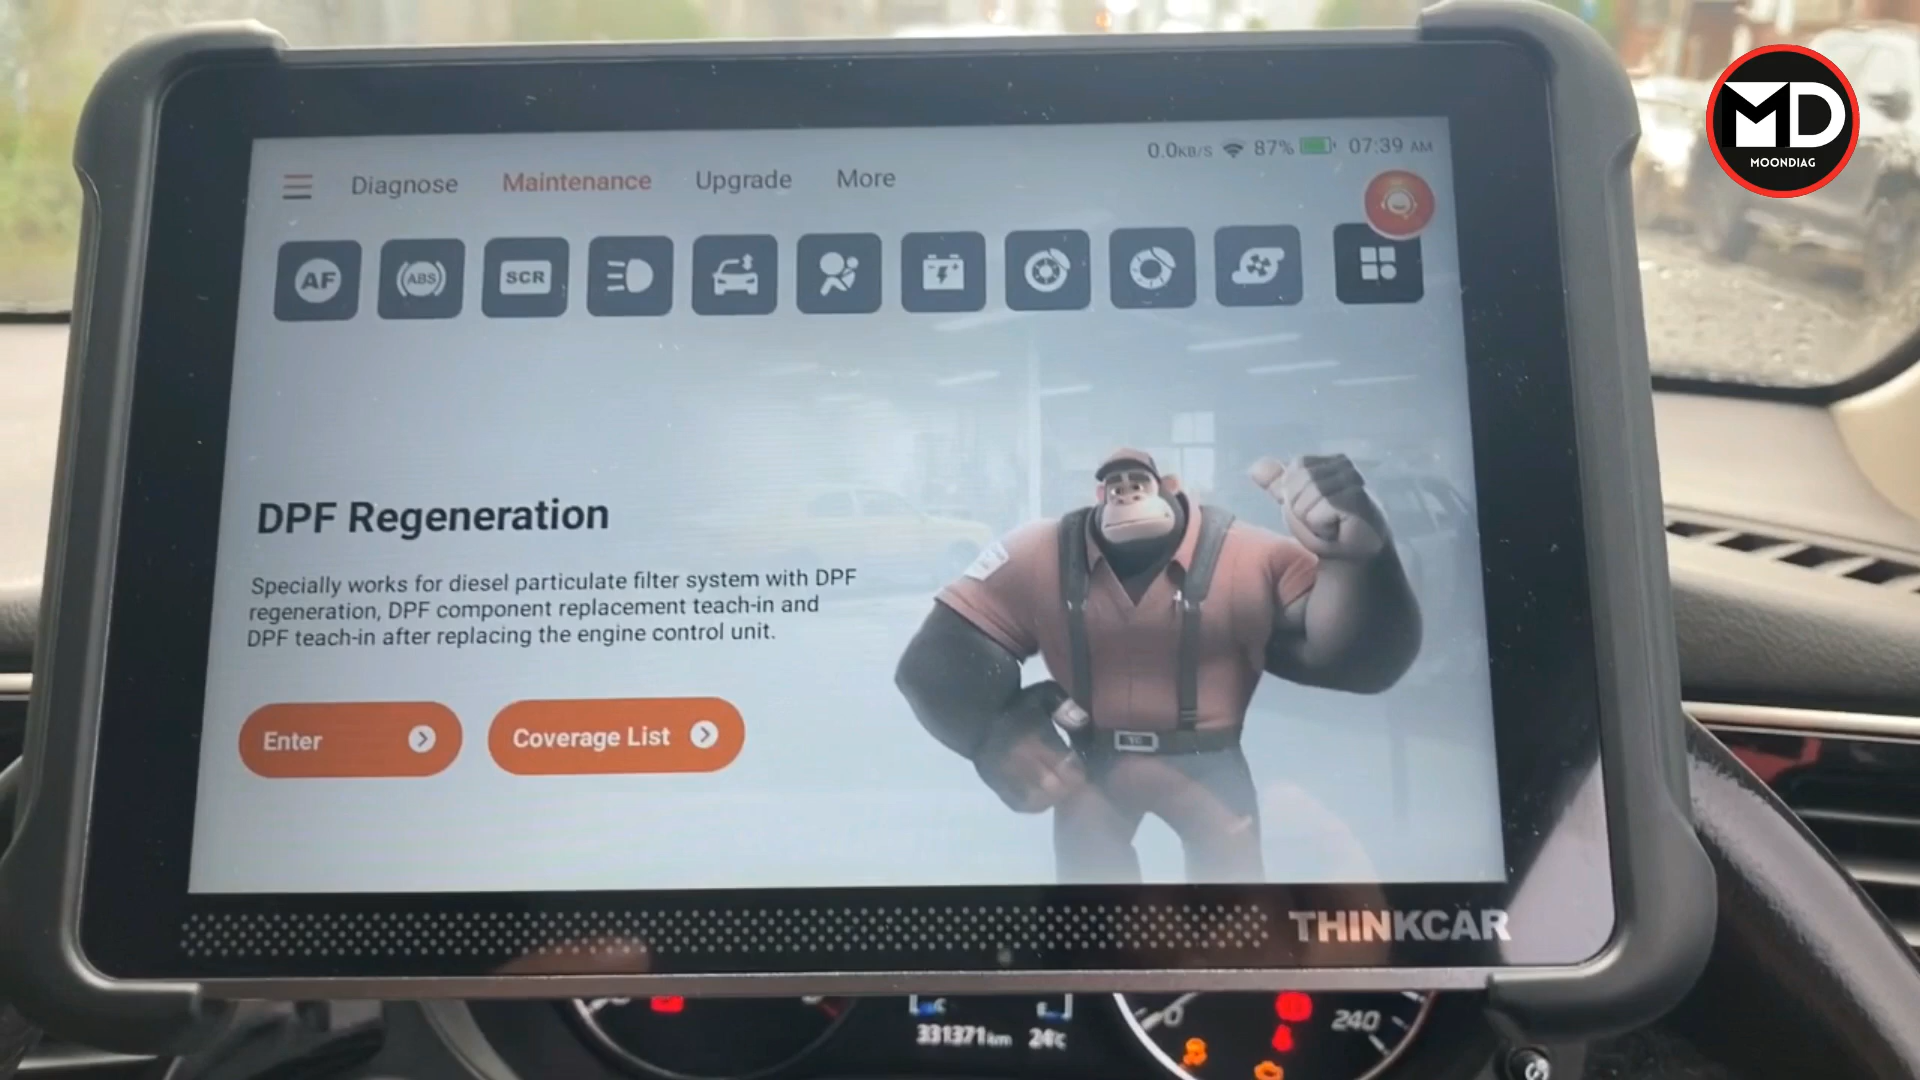 MD
MOONDIAG
0.0KB/S 87% 07:39 AM
Diagnose Maintenance Upgrade More
AF ABS SCR
DPF Regeneration
Specially works for diesel particulate filter system with DPF
regeneration, DPF component replacement teach-in and
DPF teach-in after replacing the engine control unit.
Enter Coverage List
THINKCAR
331371km 24°C
0 240